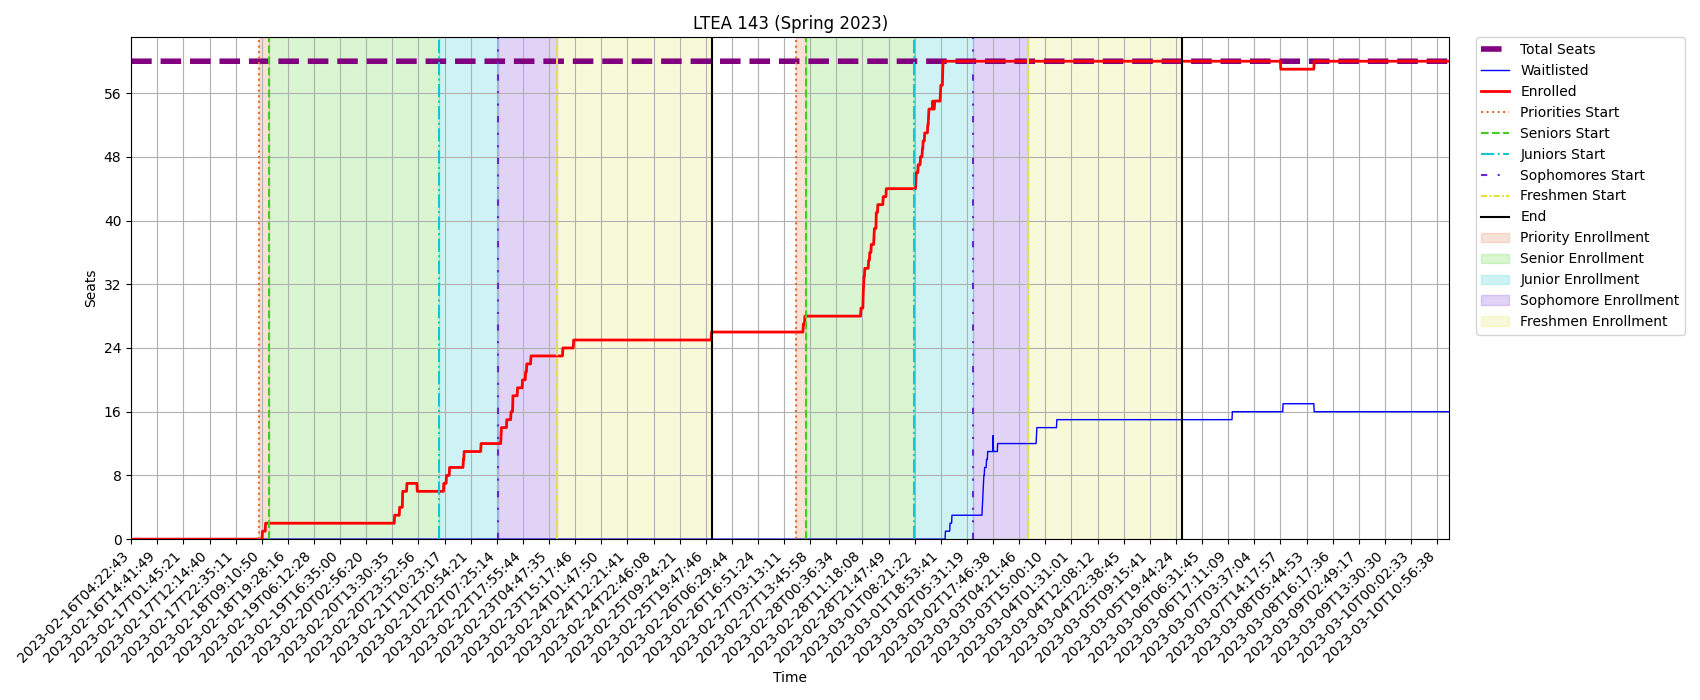 LTEA 143 (Spring 2023)
Total Seats
Waitlisted
Enrolled
Priorities Start
Seniors Start
Juniors Start
Sophomores Start
Freshmen Start
End
Priority Enrollment
Senior Enrollment
Junior Enrollment
Sophomore Enrollment
Freshmen Enrollment
Seats
56
48
40
32
24
16
8
0
2023-02-16T04:22:43
2023-02-16T14:41:49
2023-02-17T01:45:21
2023-02-17T12:14:40
2023-02-17T22:35:11
2023-02-18T09:10:50
2023-02-18T19:28:16
2023-02-19T06:12:28
2023-02-19T16:35:00
2023-02-20T02:56:20
2023-02-20T13:30:35
2023-02-20T23:52:56
2023-02-21T10:23:17
2023-02-21T20:54:21
2023-02-22T07:25:14
2023-02-22T17:55:44
2023-02-23T04:47:35
2023-02-23T15:17:46
2023-02-24T01:47:50
2023-02-24T12:21:41
2023-02-24T22:46:08
2023-02-25T09:24:21
2023-02-25T19:47:46
2023-02-26T06:29:44
2023-02-26T16:51:24
2023-02-27T03:13:11
2023-02-27T13:45:58
2023-02-28T00:36:34
2023-02-28T11:18:09
2023-02-28T21:47:49
2023-03-01T08:21:22
2023-03-01T18:53:41
2023-03-02T05:31:19
2023-03-02T17:46:38
2023-03-03T04:21:46
2023-03-03T15:00:10
2023-03-04T01:31:01
2023-03-04T12:08:12
2023-03-04T22:38:45
2023-03-05T09:15:41
2023-03-05T19:44:24
2023-03-06T06:31:45
2023-03-06T17:11:09
2023-03-07T03:37:04
2023-03-07T14:17:57
2023-03-08T05:44:53
2023-03-08T16:17:36
2023-03-09T02:49:17
2023-03-09T13:30:30
2023-03-10T00:02:33
2023-03-10T10:56:38
Time